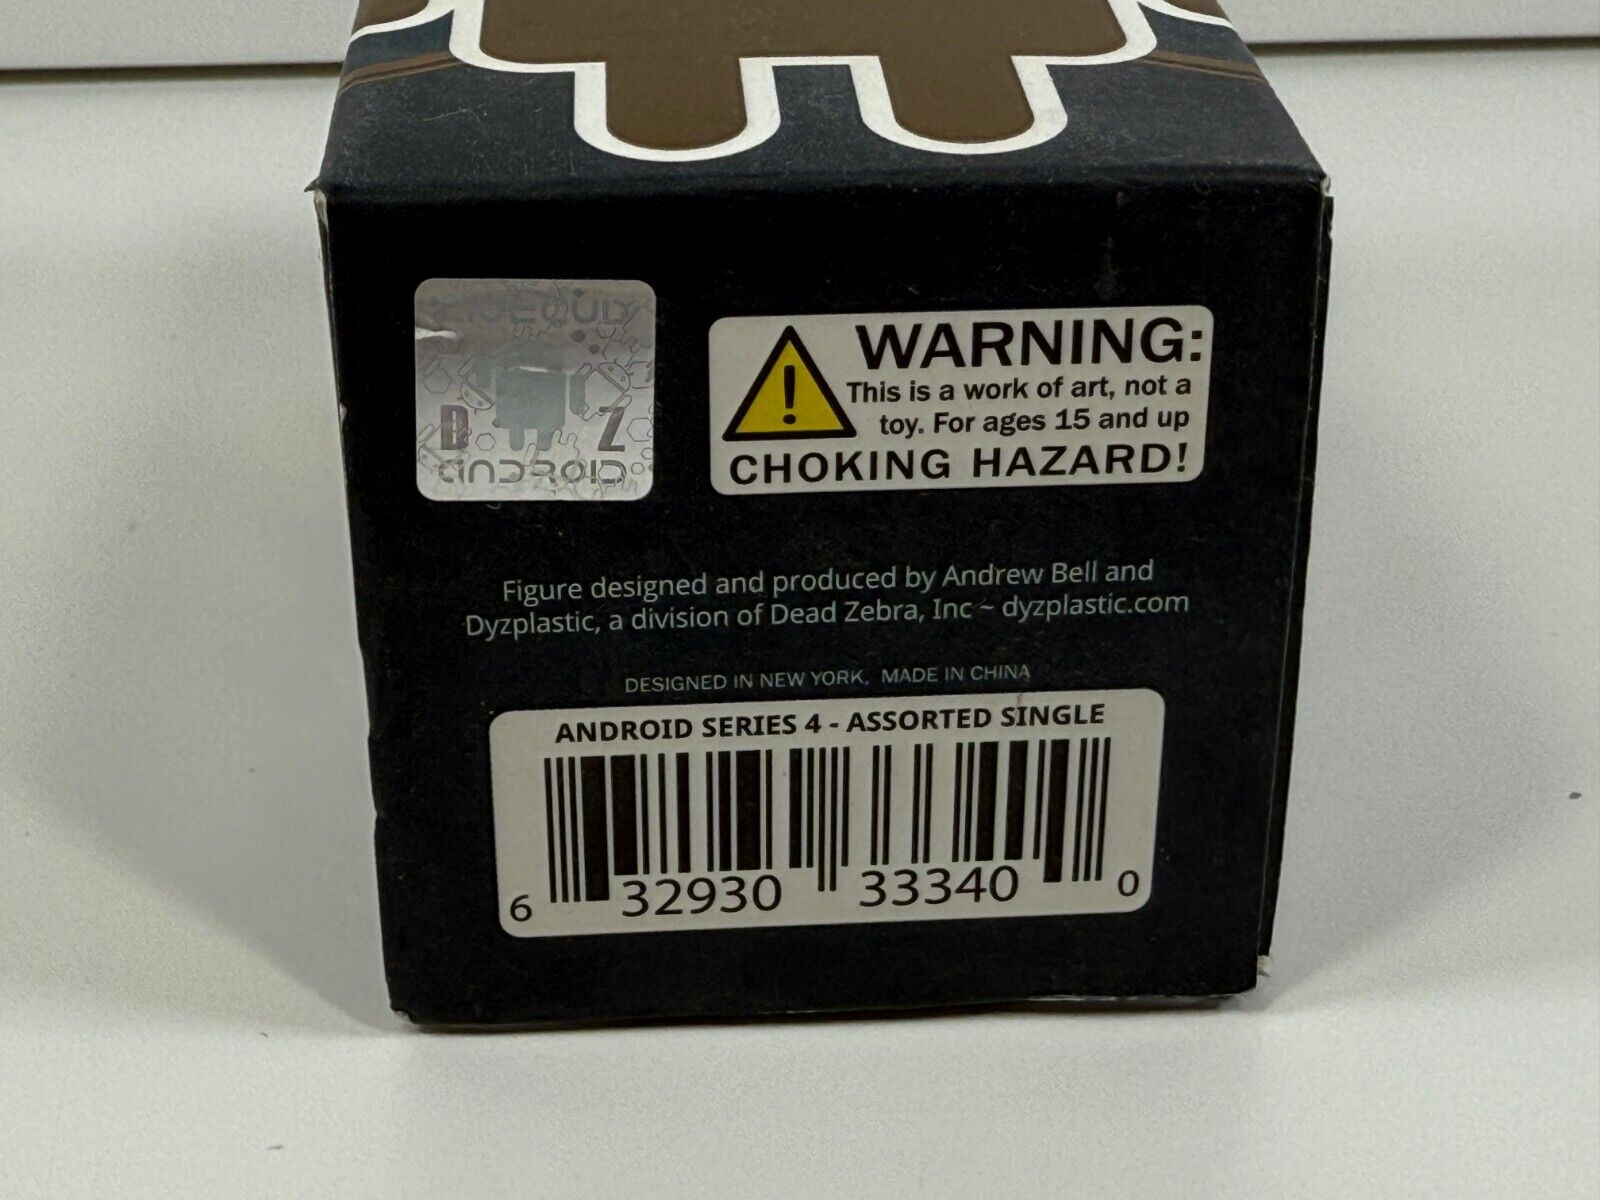 D Z
ANDROID
WARNING:
This is a work of art, not a
toy. For ages 15 and up
CHOKING HAZARD!
Figure designed and produced by Andrew Bell and
Dyzplastic, a division of Dead Zebra, Inc ~ dyzplastic.com
DESIGNED IN NEW YORK, MADE IN CHINA
ANDROID SERIES 4 - ASSORTED SINGLE
6 32930 33340 0